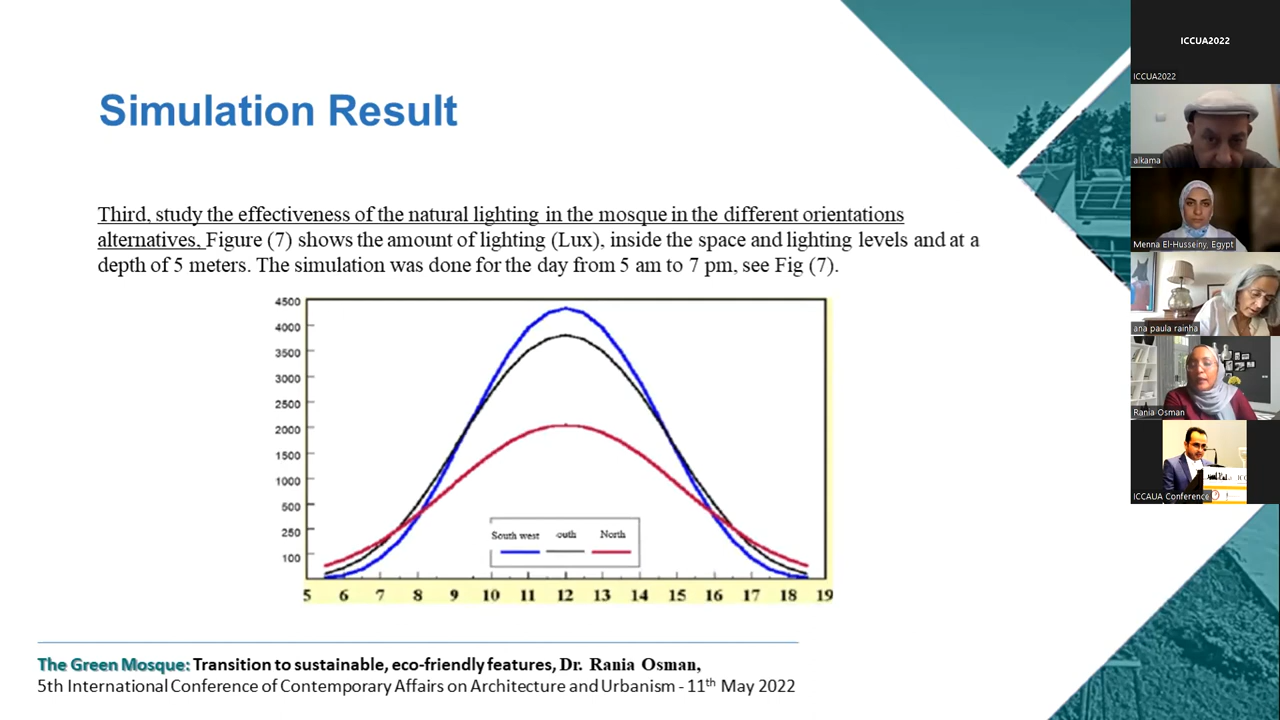 Simulation Result
Third, study the effectiveness of the natural lighting in the mosque in the different orientations
alternatives, Figure (7) shows the amount of lighting (Lux), inside the space and lighting levels and at a
depth of 5 meters. The simulation was done for the day from 5 am to 7 pm, see Fig (7).
4500
4000
3500
3000
2500
2000
1500
1000
500
250
100
South west outh North
5 6 7 8 9 10 11 12 13 14 15 16 17 18 19
The Green Mosque: Transition to sustainable, eco-friendly features, Dr. Rania Osman,
5th International Conference of Contemporary Affairs on Architecture and Urbanism - 11th May 2022
ICCUA2022
ICCUA2022
alkama
Menna El-Husseiny, Egypt
ana paula rainha
Rania Osman
ICCAUA Conference